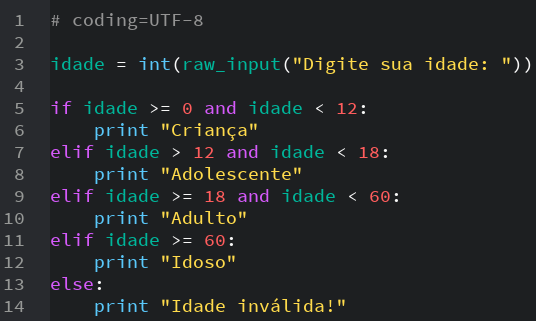 1 # coding=UTF-8
2
3 idade = int(raw_input("Digite sua idade: "))
4
5 if idade >= 0 and idade < 12:
6     print "Criança"
7 elif idade > 12 and idade < 18:
8     print "Adolescente"
9 elif idade >= 18 and idade < 60:
10     print "Adulto"
11 elif idade >= 60:
12     print "Idoso"
13 else:
14     print "Idade inválida!"